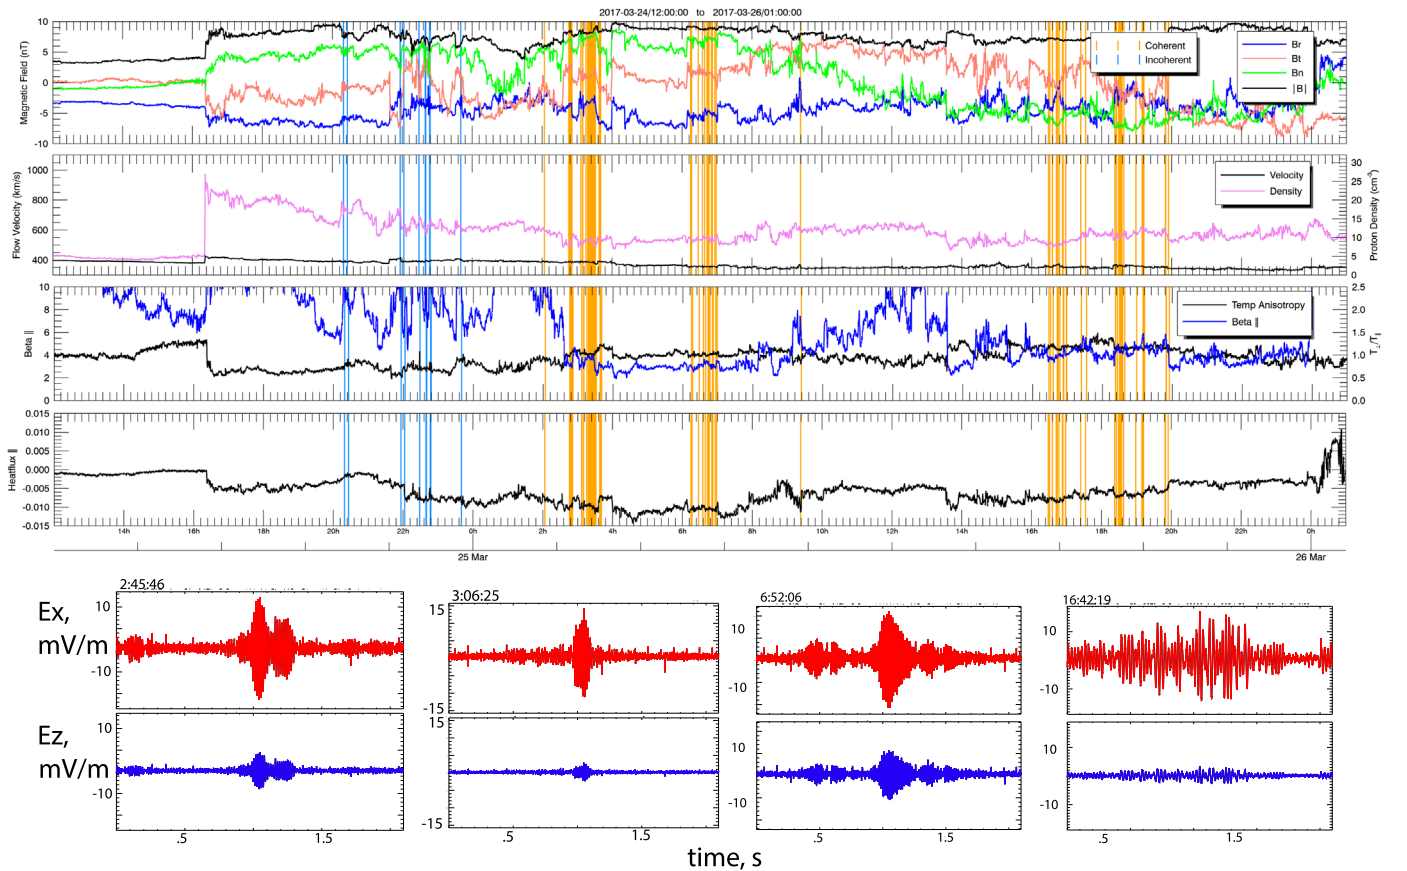 2017-03-24/12:00:00 to 2017-03-26/01:00:00
Magnetic Field (nT)
10
5
0
-5
-10
Coherent
Incoherent
Br
Bt
Bn
|B|
Flow Velocity (km/s)
1000
800
600
400
Velocity
Density
30
25
20
15
10
5
0
Proton Density (cm⁻³)
Beta ||
10
8
6
4
2
0
Temp Anisotropy
Beta ||
2.5
2.0
1.5
1.0
0.5
0.0
T⊥/T||
Heatflux ||
0.015
0.010
0.005
0.000
-0.005
-0.010
-0.015
14h 16h 18h 20h 22h 0h 2h 4h 6h 8h 10h 12h 14h 16h 18h 20h 22h 0h
25 Mar 26 Mar
2:45:46 3:06:25 6:52:06 16:42:19
Ex,
mV/m
10
-10
15
-15
10
-10
10
-10
Ez,
mV/m
10
-10
15
-15
10
-10
10
-10
.5 1.5 .5 1.5 .5 1.5 .5 1.5
time, s